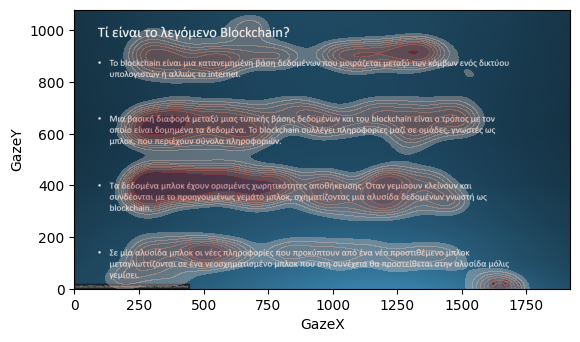 Τί είναι το λεγόμενο Blockchain?
• Το blockchain είναι μια κατανεμημένη βάση δεδομένων που μοιράζεται μεταξύ των κόμβων ενός δικτύου
υπολογιστών ή αλλιώς το internet.
• Μια βασική διαφορά μεταξύ μιας τυπικής βάσης δεδομένων και του blockchain είναι ο τρόπος με τον
οποίο είναι δομημένα τα δεδομένα. Το blockchain συλλέγει πληροφορίες μαζί σε ομάδες, γνωστές ως
μπλοκ, που περιέχουν σύνολα πληροφοριών.
• Τα δεδομένα μπλοκ έχουν ορισμένες χωρητικότητες αποθήκευσης. Όταν γεμίσουν κλείνουν και
συνδέονται με το προηγουμένως γεμάτο μπλοκ, σχηματίζοντας μια αλυσίδα δεδομένων γνωστή ως
blockchain.
• Σε μία αλυσίδα μπλοκ οι νέες πληροφορίες που προκύπτουν από ένα νέο προστιθέμενο μπλοκ
μεταγλωττίζονται σε ένα νεοσχηματισμένο μπλοκ που στη συνέχεια θα προστείθεται στην αλυσίδα μόλις
γεμίσει.
GazeY
1000
800
600
400
200
0
0 250 500 750 1000 1250 1500 1750
GazeX